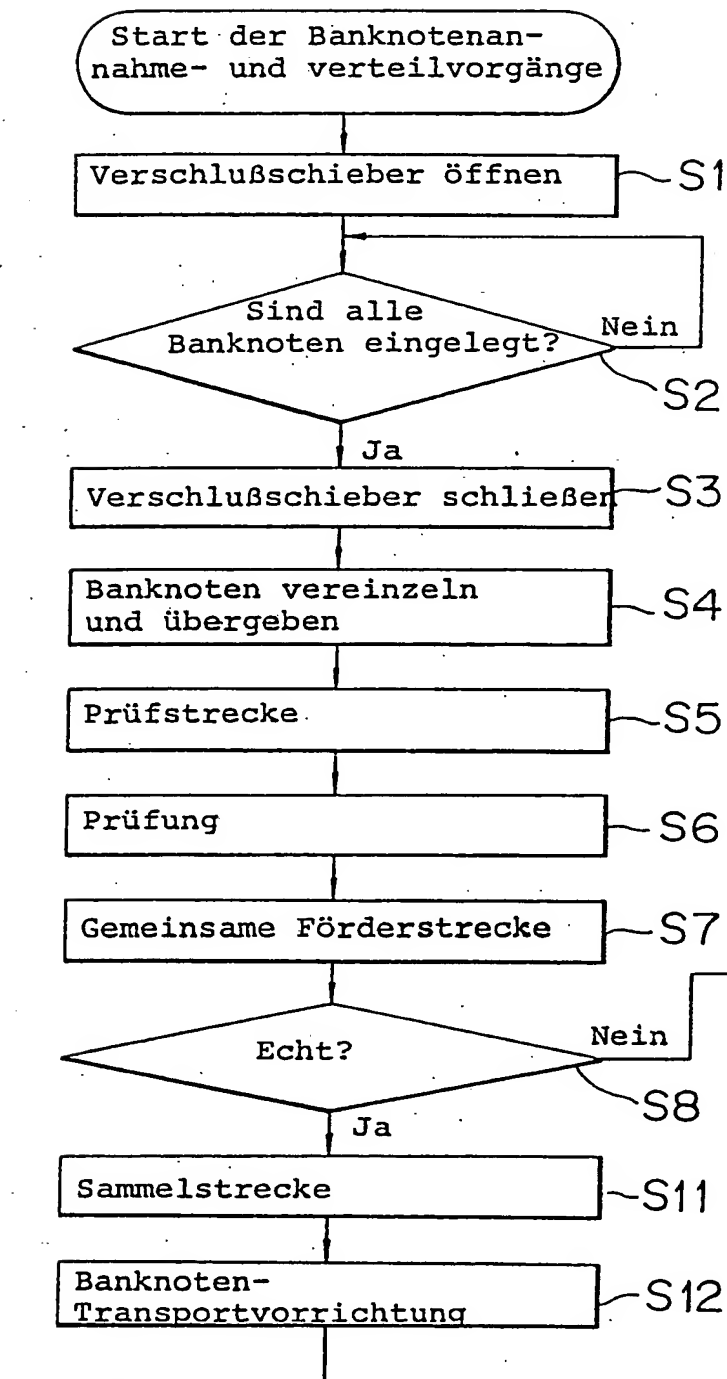 Start der Banknotenan-
nahme- und verteilvorgänge
Verschlußschieber öffnen
S1
Sind alle
Banknoten eingelegt?
Nein
S2
Ja
Verschlußschieber schließen
S3
Banknoten vereinzeln
und übergeben
S4
Prüfstrecke
S5
Prüfung
S6
Gemeinsame Förderstrecke
S7
Echt?
Nein
S8
Ja
Sammelstrecke
S11
Banknoten-
Transportvorrichtung
S12